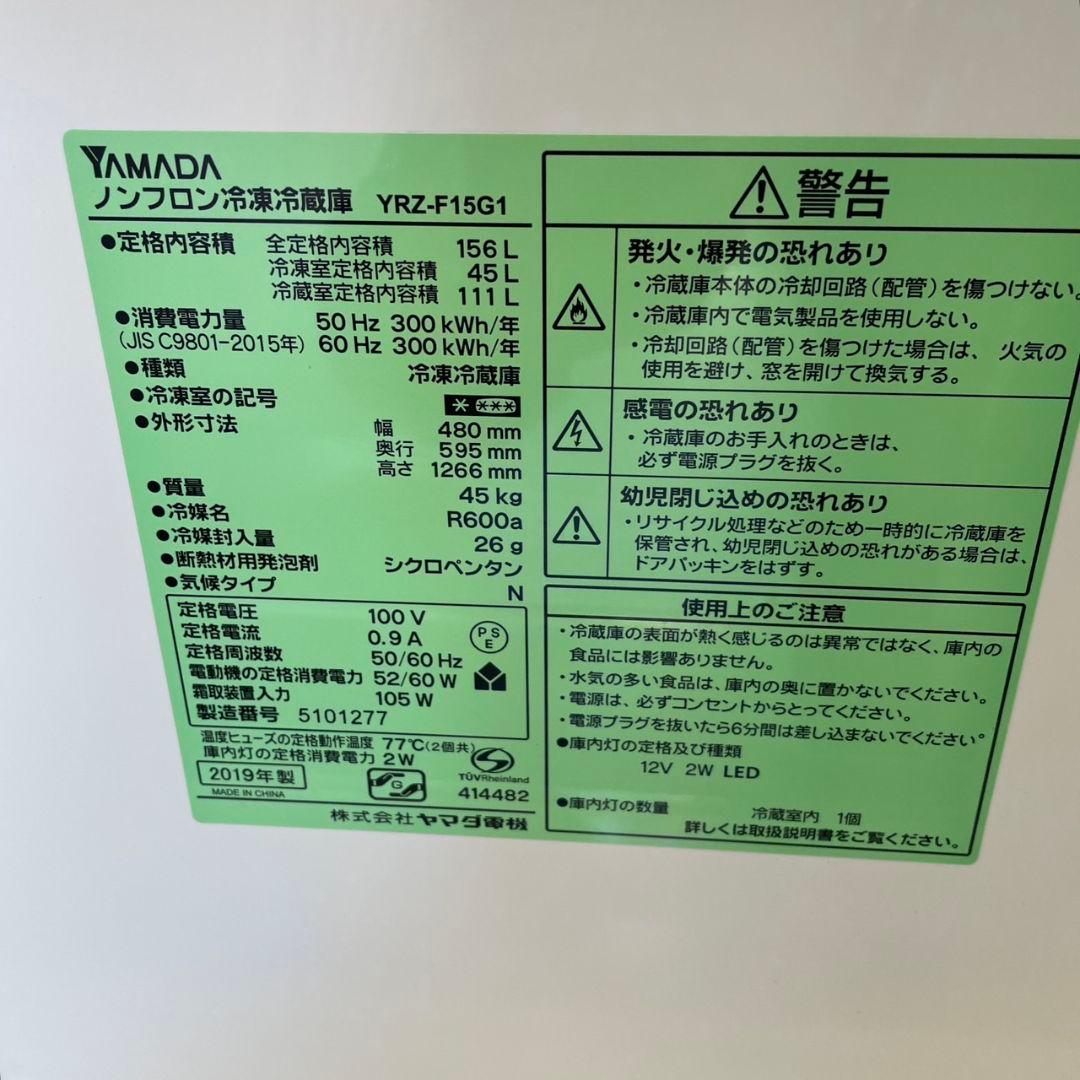 YAMADA
ノンフロン冷凍冷蔵庫 YRZ-F15G1
●定格内容積 全定格内容積 156 L
冷凍室定格内容積 45 L
冷蔵室定格内容積 111 L
●消費電力量 50 Hz 300 kWh/年
(JIS C9801-2015年) 60 Hz 300 kWh/年
●種類 冷凍冷蔵庫
●冷凍室の記号
●外形寸法 幅 480 mm
奥行 595 mm
高さ 1266 mm
●質量 45 kg
●冷媒名 R600a
●冷媒封入量 26 g
●断熱材用発泡剤 シクロペンタン
●気候タイプ N
定格電圧 100 V
定格電流 0.9 A
定格周波数 50/60 Hz
電動機の定格消費電力 52/60 W
霜取装置入力 105 W
製造番号 5101277
PSE
温度ヒューズの定格動作温度 77℃(2個共)
庫内灯の定格消費電力 2W
2019年製
MADE IN CHINA
G
TÜVRheinland
414482
株式会社ヤマダ電機
警告
発火・爆発の恐れあり
・冷蔵庫本体の冷却回路(配管)を傷つけない。
・冷蔵庫内で電気製品を使用しない。
・冷却回路(配管)を傷つけた場合は、火気の
使用を避け、窓を開けて換気する。
感電の恐れあり
・冷蔵庫のお手入れのときは、
必ず電源プラグを抜く。
幼児閉じ込めの恐れあり
・リサイクル処理などのため一時的に冷蔵庫を
保管され、幼児閉じ込めの恐れがある場合は、
ドアパッキンをはずす。
使用上のご注意
・冷蔵庫の表面が熱く感じるのは異常ではなく、庫内の
食品には影響ありません。
・水気の多い食品は、庫内の奥に置かないでください。
・電源は、必ずコンセントからとってください。
・電源プラグを抜いたら6分間は差し込まないでください。
●庫内灯の定格及び種類
12V 2W LED
●庫内灯の数量 冷蔵室内 1個
詳しくは取扱説明書をご覧ください。